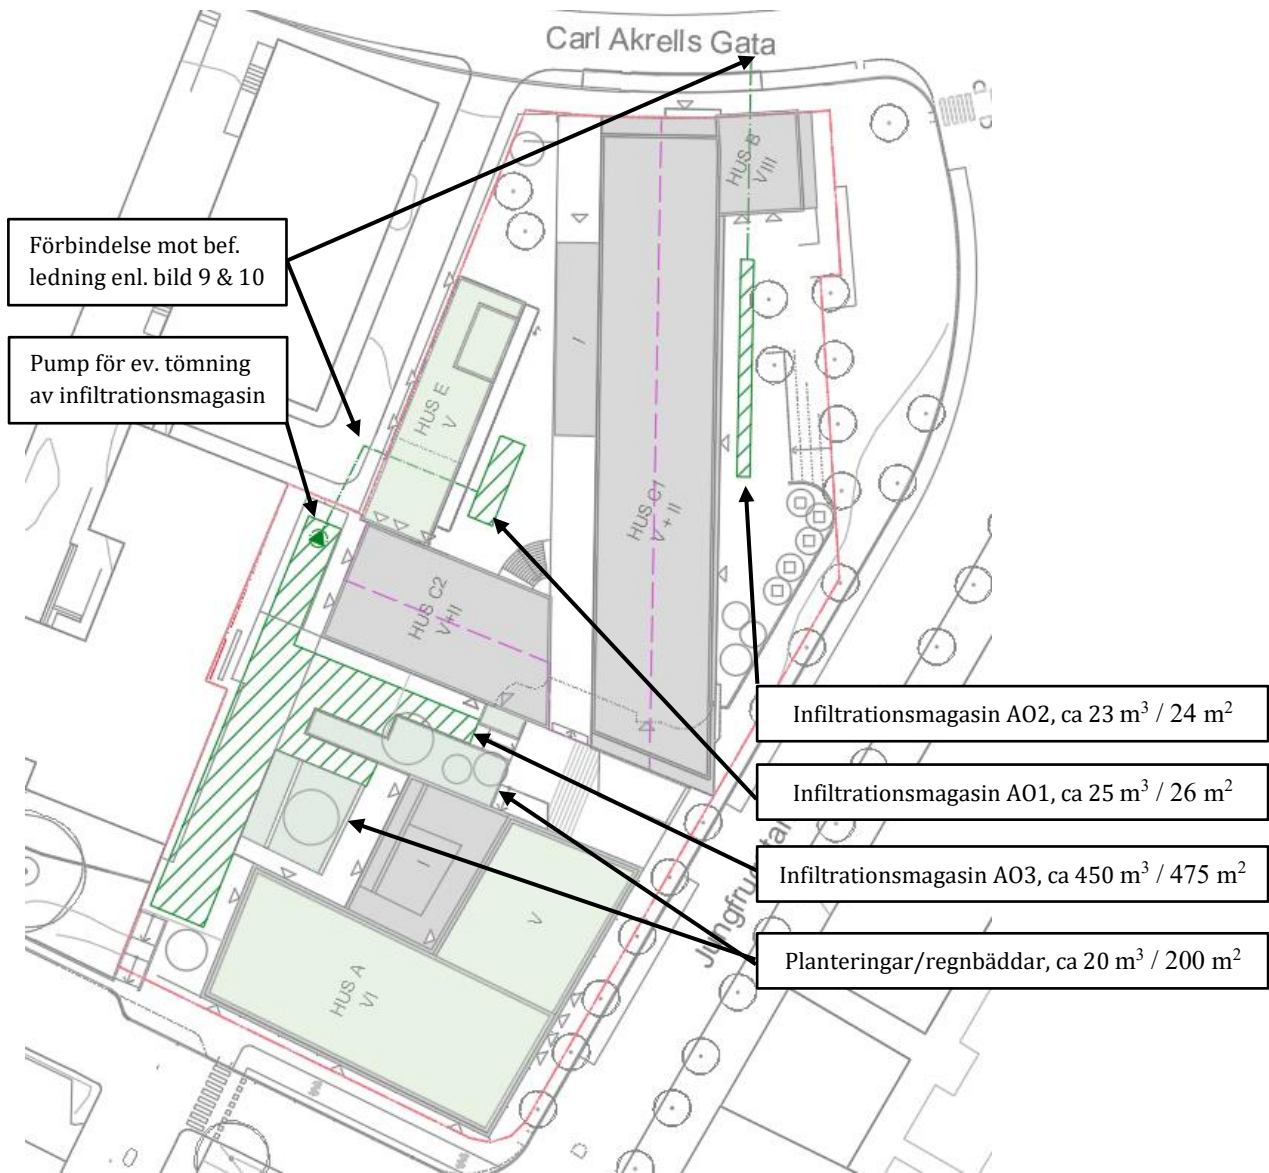 Carl Akrells Gata
HUS B
VIII
Förbindelse mot bef.
ledning enl. bild 9 & 10
Pump för ev. tömning
av infiltrationsmagasin
HUS E
V
I
HUS C1
V + II
HUS C2
V+II
Infiltrationsmagasin AO2, ca 23 m³ / 24 m²
Infiltrationsmagasin AO1, ca 25 m³ / 26 m²
Infiltrationsmagasin AO3, ca 450 m³ / 475 m²
Planteringar/regnbäddar, ca 20 m³ / 200 m²
I
V
HUS A
VI